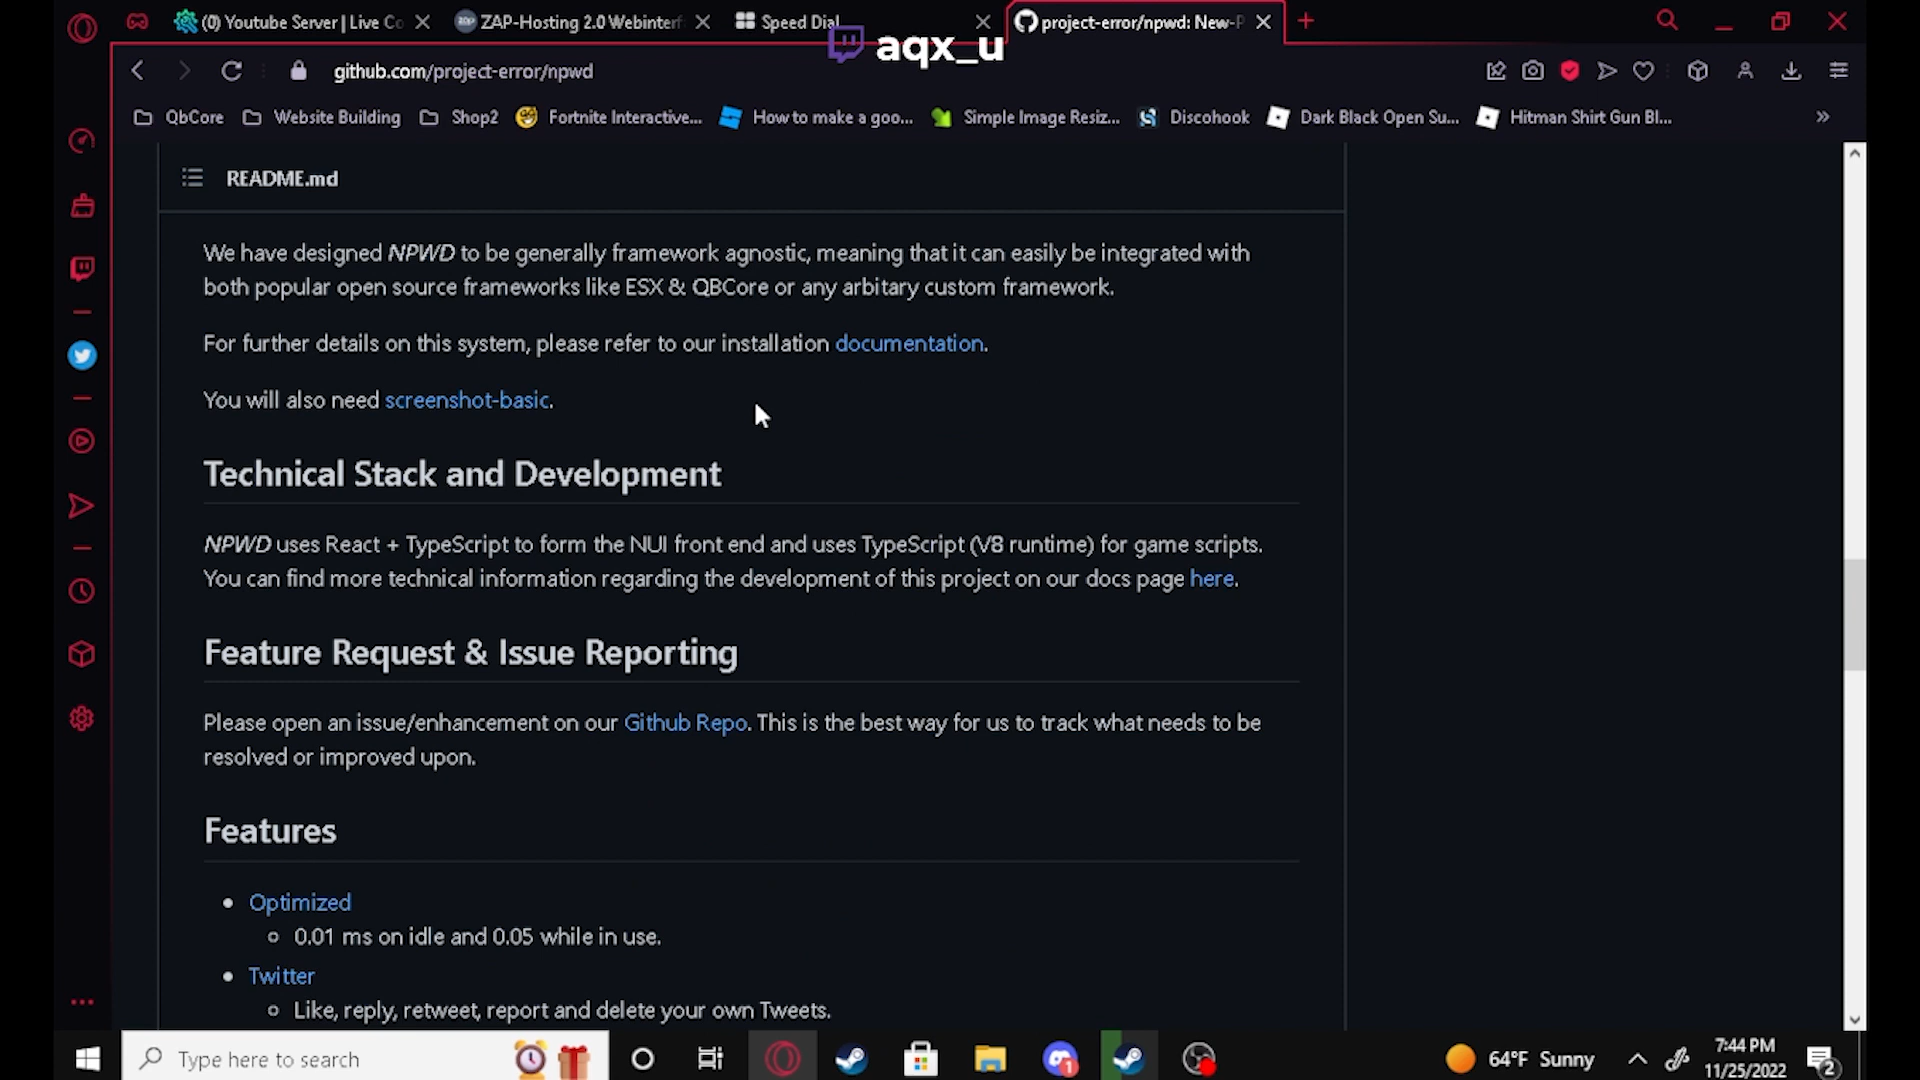 (0) Youtube Server | Live Co
ZAP-Hosting 2.0 Webinterf
Speed Dial
project-error/npwd: New-P
aqx_u
github.com/project-error/npwd
QbCore
Website Building
Shop2
Fortnite Interactive...
How to make a goo...
Simple Image Resiz...
Discohook
Dark Black Open Su...
Hitman Shirt Gun Bl...
README.md
We have designed NPWD to be generally framework agnostic, meaning that it can easily be integrated with
both popular open source frameworks like ESX & QBCore or any arbitary custom framework.
For further details on this system, please refer to our installation documentation.
You will also need screenshot-basic.
Technical Stack and Development
NPWD uses React + TypeScript to form the NUI front end and uses TypeScript (V8 runtime) for game scripts.
You can find more technical information regarding the development of this project on our docs page here.
Feature Request & Issue Reporting
Please open an issue/enhancement on our Github Repo. This is the best way for us to track what needs to be
resolved or improved upon.
Features
Optimized
0.01 ms on idle and 0.05 while in use.
Twitter
Like, reply, retweet, report and delete your own Tweets.
Type here to search
1
64°F Sunny
7:44 PM
11/25/2022
2